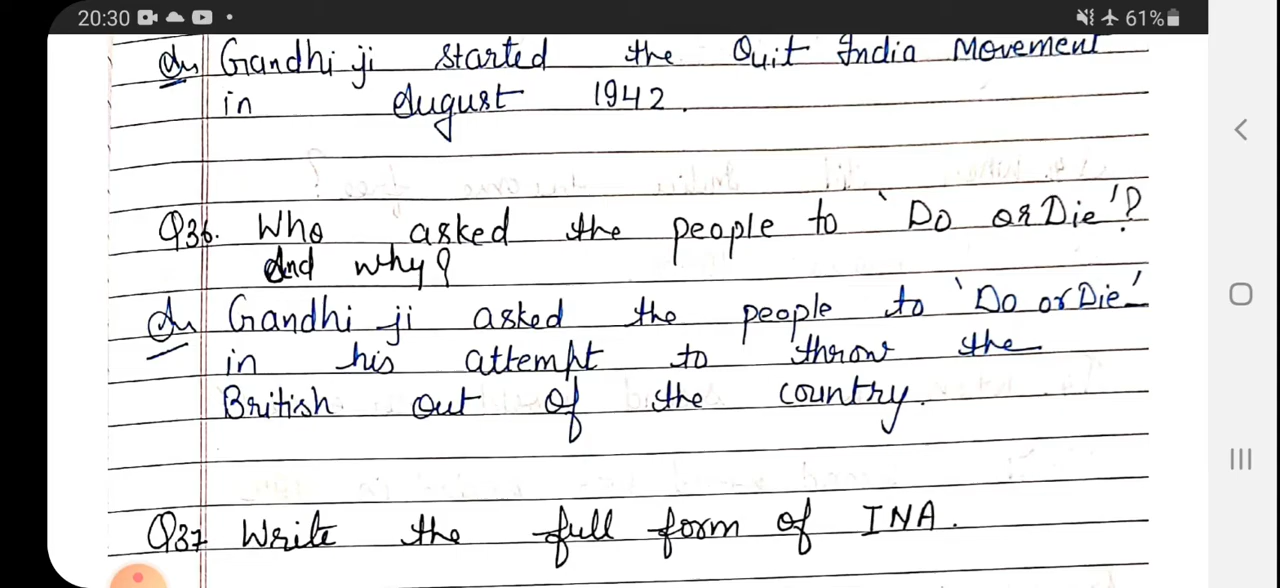 20:30
61%
Ans Gandhi ji started the Quit India Movement
in August 1942.
Q36. Who asked the people to 'Do or Die'?
And why?
Ans Gandhi ji asked the people to 'Do or Die'
in his attempt to throw the
British out of the country.
Q37 Write the full form of INA.